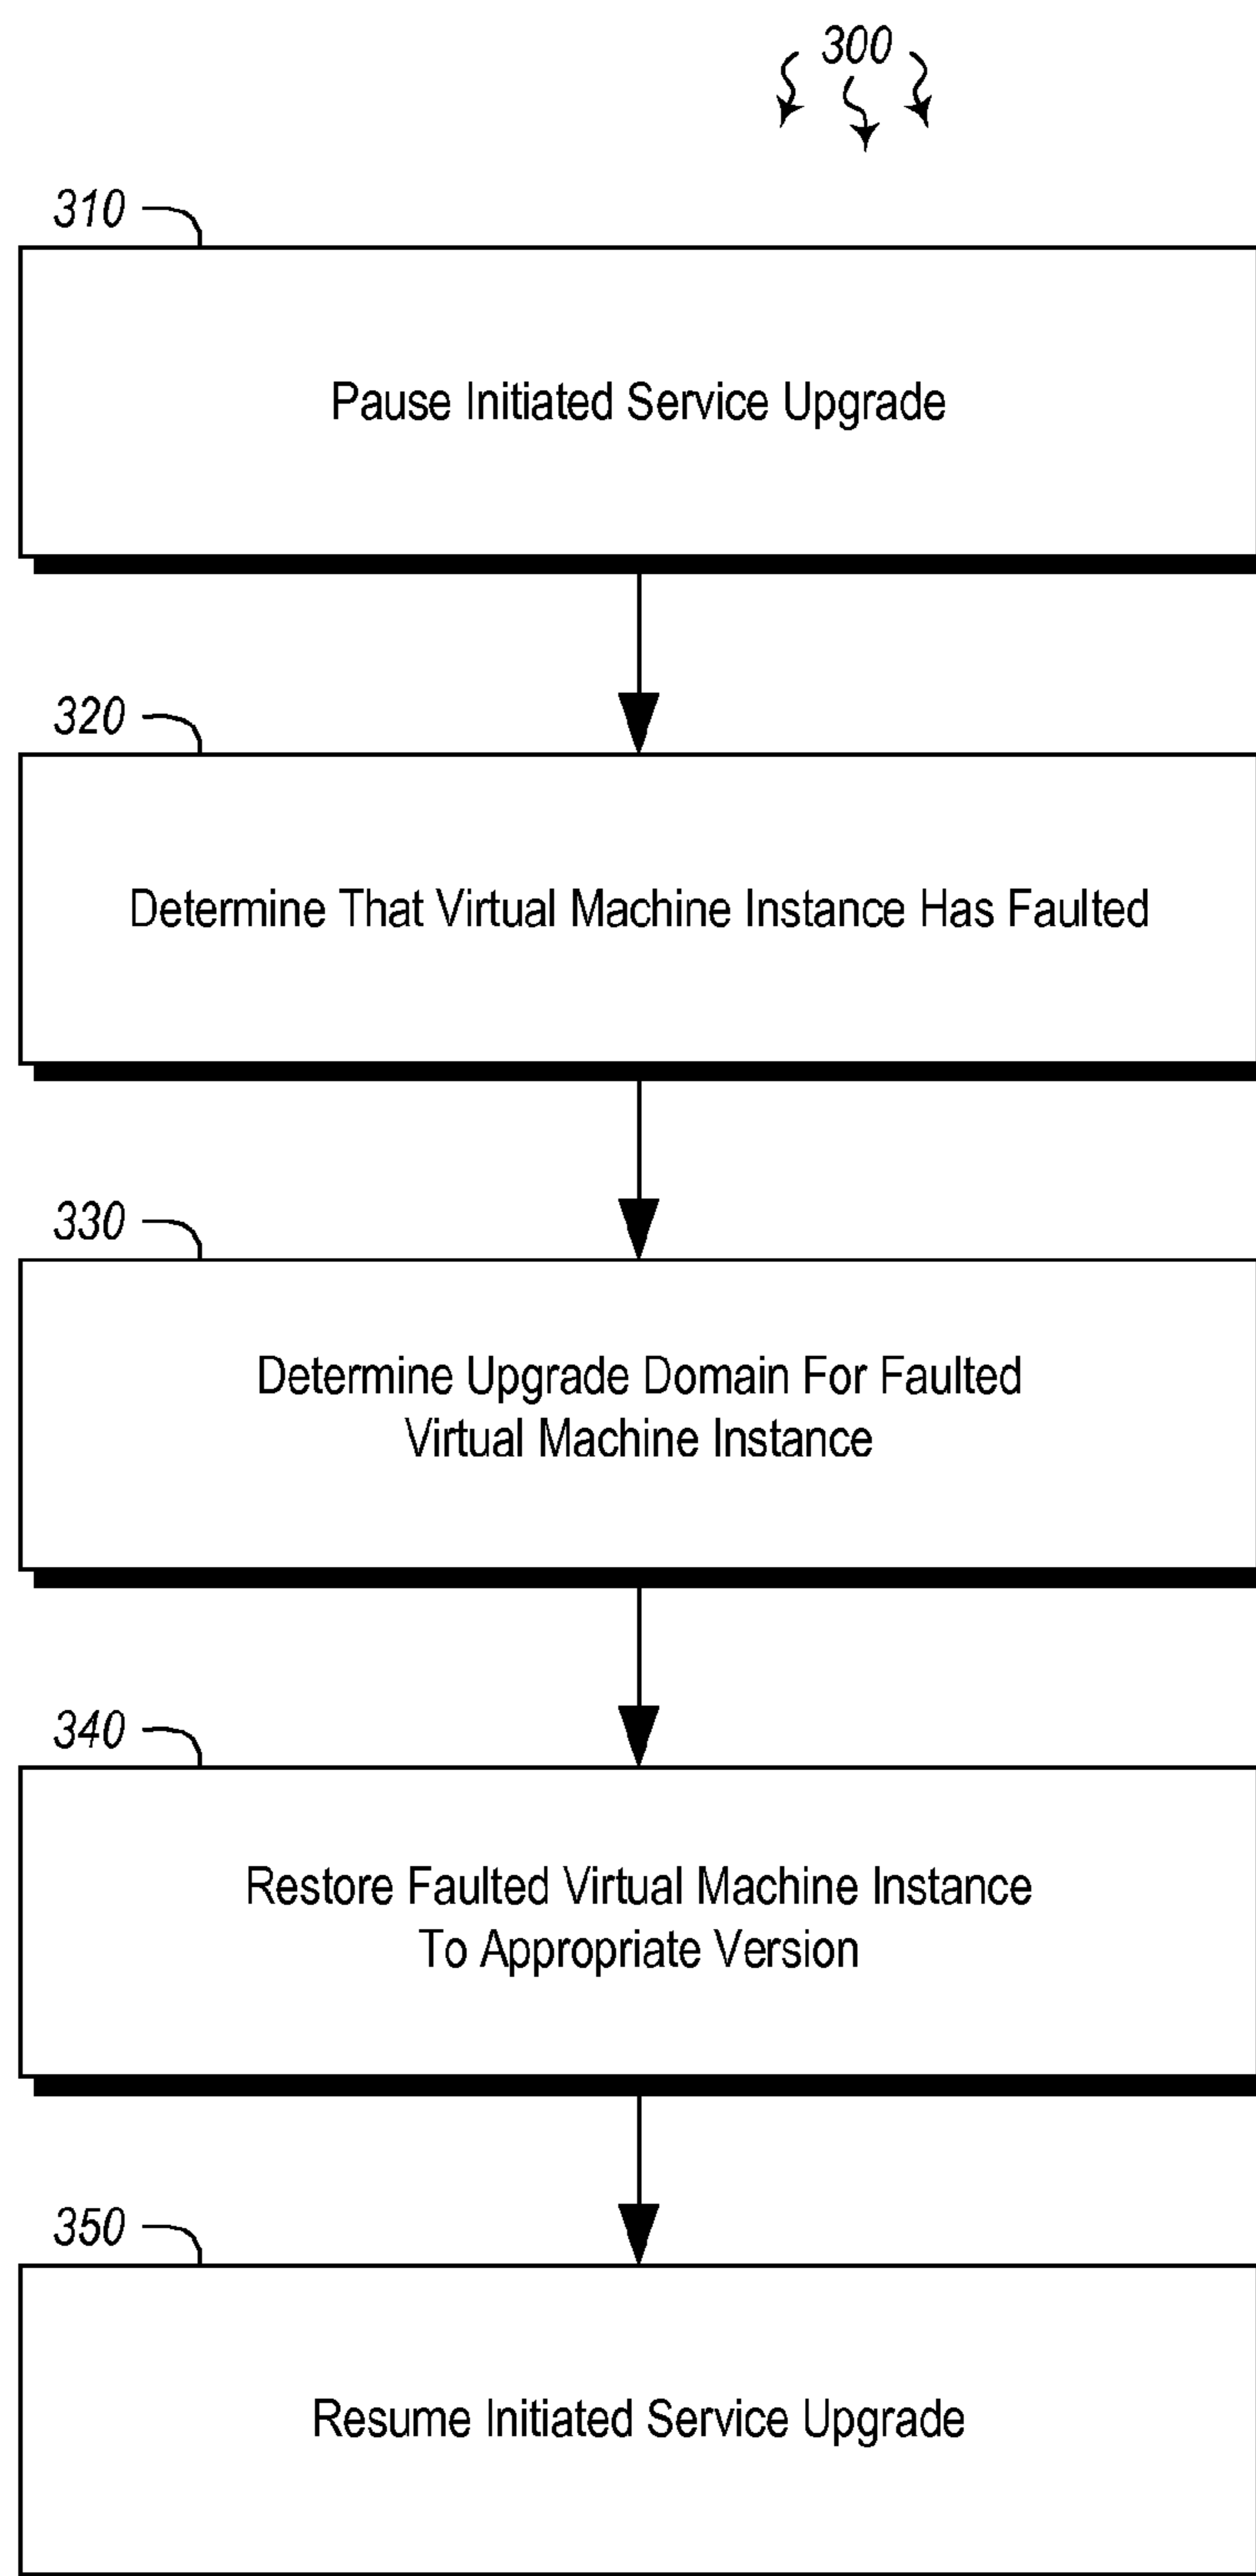 300
310
Pause Initiated Service Upgrade
320
Determine That Virtual Machine Instance Has Faulted
330
Determine Upgrade Domain For Faulted
Virtual Machine Instance
340
Restore Faulted Virtual Machine Instance
To Appropriate Version
350
Resume Initiated Service Upgrade